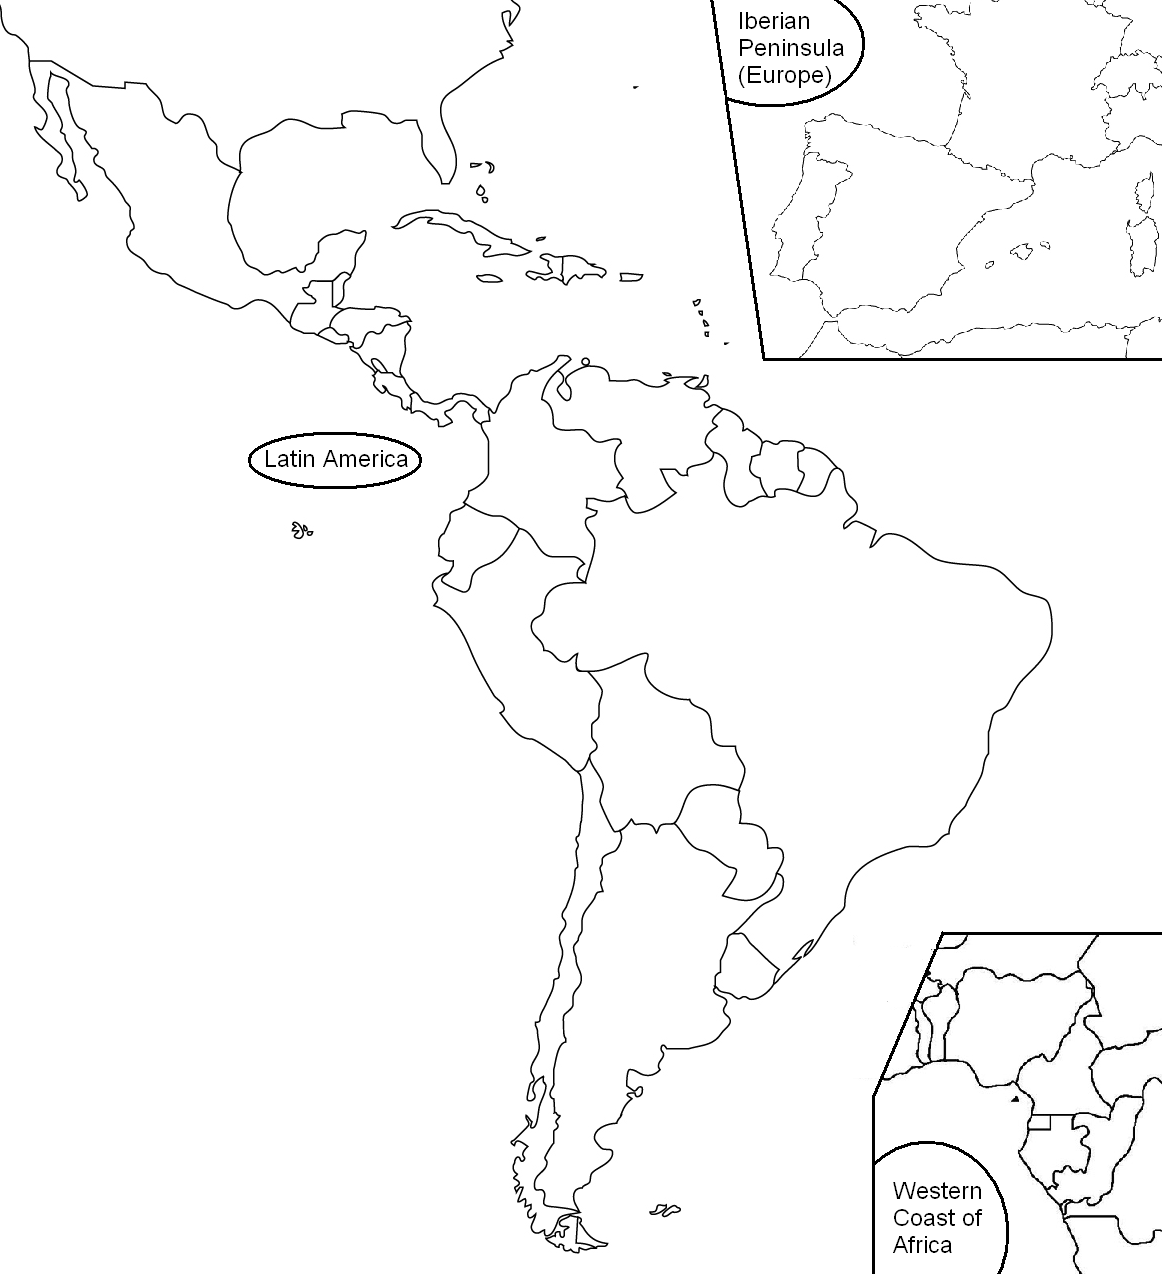 Iberian
Peninsula
(Europe)
Latin America
Western
Coast of
Africa